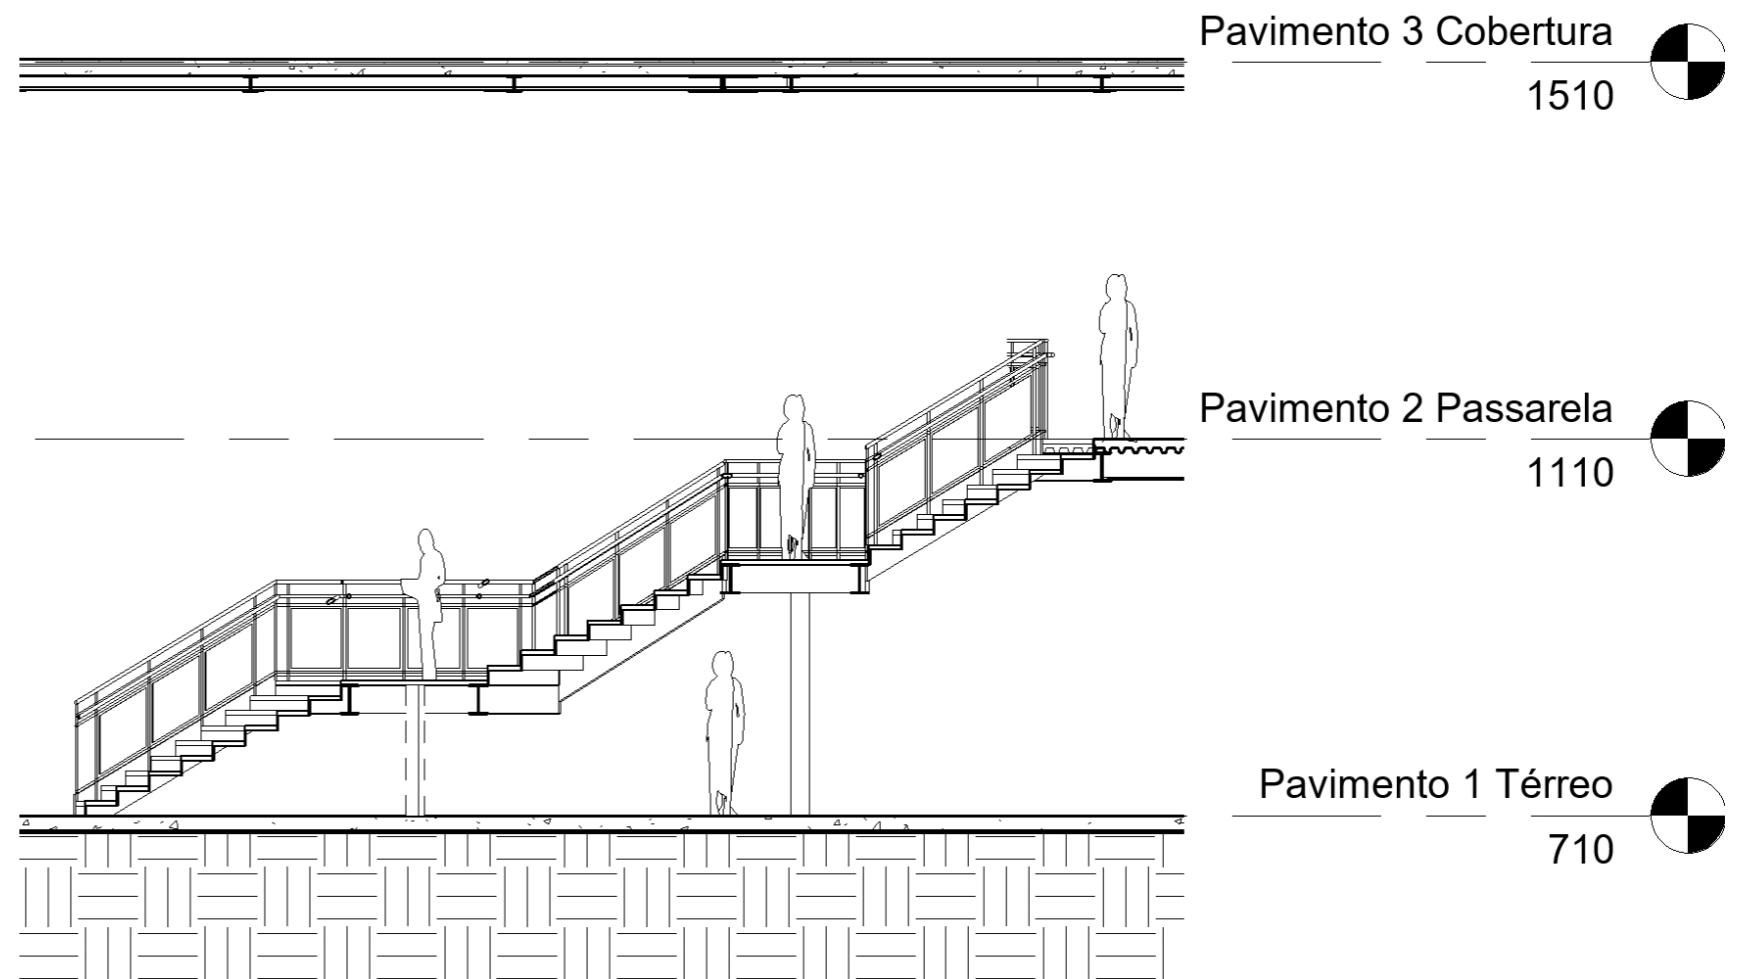 Pavimento 3 Cobertura
1510
Pavimento 2 Passarela
1110
Pavimento 1 Térreo
710